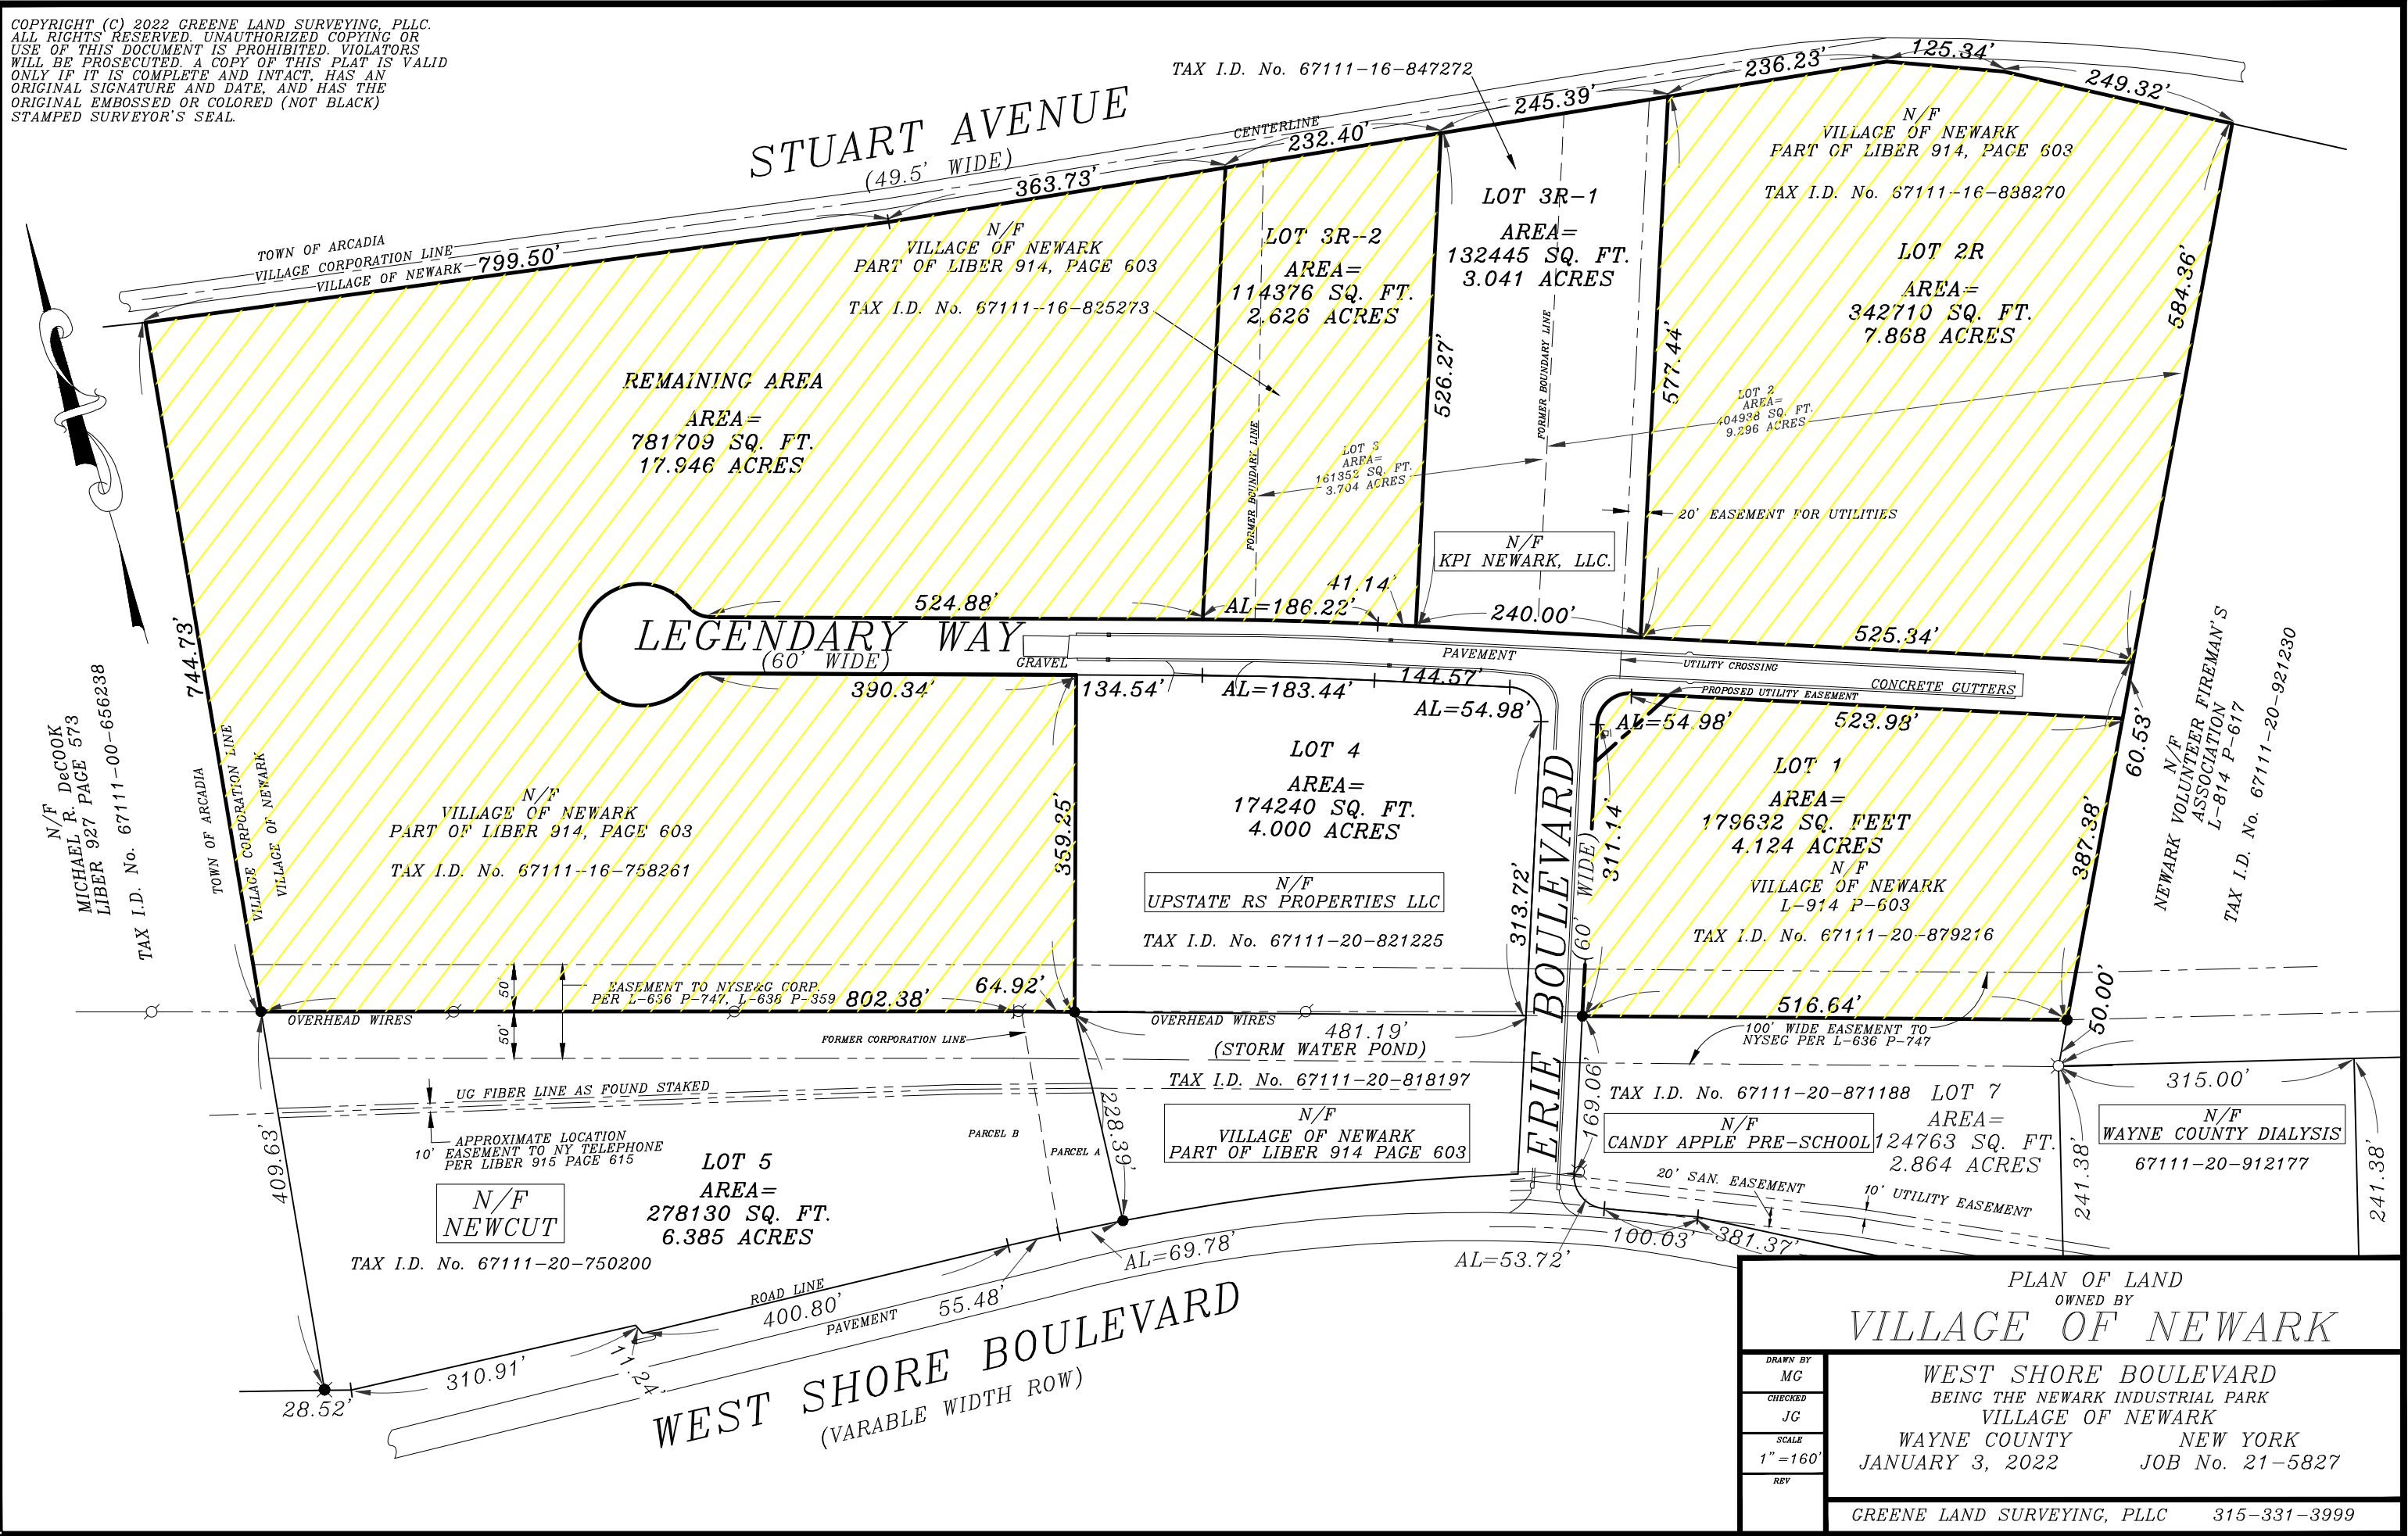 COPYRIGHT (C) 2022 GREENE LAND SURVEYING, PLLC.
ALL RIGHTS RESERVED. UNAUTHORIZED COPYING OR
USE OF THIS DOCUMENT IS PROHIBITED. VIOLATORS
WILL BE PROSECUTED. A COPY OF THIS PLAT IS VALID
ONLY IF IT IS COMPLETE AND INTACT, HAS AN
ORIGINAL SIGNATURE AND DATE, AND HAS THE
ORIGINAL EMBOSSED OR COLORED (NOT BLACK)
STAMPED SURVEYOR'S SEAL.
TAX I.D. No. 67111-16-847272
STUART AVENUE
(49.5' WIDE)
CENTERLINE
TOWN OF ARCADIA
VILLAGE CORPORATION LINE
VILLAGE OF NEWARK
799.50'
363.73'
232.40'
245.39'
236.23'
125.34'
249.32'
N/F
VILLAGE OF NEWARK
PART OF LIBER 914, PAGE 603
TAX I.D. No. 67111-16-825273
LOT 3R-2
AREA=
114376 SQ. FT.
2.626 ACRES
LOT 3R-1
AREA=
132445 SQ. FT.
3.041 ACRES
N/F
VILLAGE OF NEWARK
PART OF LIBER 914, PAGE 603
TAX I.D. No. 67111-16-838270
LOT 2R
AREA=
342710 SQ. FT.
7.868 ACRES
REMAINING AREA
AREA=
781709 SQ. FT.
17.946 ACRES
FORMER BOUNDARY LINE
LOT 3
AREA=
161352 SQ. FT.
3.704 ACRES
526.27'
FORMER BOUNDARY LINE
577.44'
LOT 2
AREA=
404938 SQ. FT.
9.296 ACRES
584.36'
20' EASEMENT FOR UTILITIES
N/F
KPI NEWARK, LLC.
524.88'
AL=186.22'
41.14'
240.00'
525.34'
LEGENDARY WAY
(60' WIDE)
GRAVEL
PAVEMENT
UTILITY CROSSING
CONCRETE GUTTERS
PROPOSED UTILITY EASEMENT
390.34'
134.54'
AL=183.44'
144.57'
AL=54.98'
AL=54.98'
523.98'
60.53'
744.73'
N/F
MICHAEL R. DeCOOK
LIBER 927 PAGE 573
TAX I.D. No. 67111-00-656238
TOWN OF ARCADIA
VILLAGE CORPORATION LINE
VILLAGE OF NEWARK
N/F
VILLAGE OF NEWARK
PART OF LIBER 914, PAGE 603
TAX I.D. No. 67111-16-758261
359.25'
LOT 4
AREA=
174240 SQ. FT.
4.000 ACRES
N/F
UPSTATE RS PROPERTIES LLC
TAX I.D. No. 67111-20-821225
313.72'
ERIE BOULEVARD
(60' WIDE)
311.14'
LOT 1
AREA=
179632 SQ. FEET
4.124 ACRES
N F
VILLAGE OF NEWARK
L-914 P-603
TAX I.D. No. 67111-20-879216
387.38'
N/F
NEWARK VOLUNTEER FIREMAN'S
ASSOCIATION
L-814 P-617
TAX I.D. No. 67111-20-921230
50'
50'
EASEMENT TO NYSE&G CORP.
PER L-636 P-747, L-638 P-359
802.38'
64.92'
OVERHEAD WIRES
OVERHEAD WIRES
FORMER CORPORATION LINE
481.19'
(STORM WATER POND)
TAX I.D. No. 67111-20-818197
N/F
VILLAGE OF NEWARK
PART OF LIBER 914 PAGE 603
516.64'
100' WIDE EASEMENT TO
NYSEG PER L-636 P-747
50.00'
315.00'
UG FIBER LINE AS FOUND STAKED
10'
APPROXIMATE LOCATION
EASEMENT TO NY TELEPHONE
PER LIBER 915 PAGE 615
409.63'
PARCEL B
PARCEL A
228.39'
LOT 5
AREA=
278130 SQ. FT.
6.385 ACRES
N/F
NEWCUT
TAX I.D. No. 67111-20-750200
169.06'
TAX I.D. No. 67111-20-871188
LOT 7
AREA=
124763 SQ. FT.
2.864 ACRES
N/F
CANDY APPLE PRE-SCHOOL
N/F
WAYNE COUNTY DIALYSIS
67111-20-912177
241.38'
241.38'
20' SAN. EASEMENT
10' UTILITY EASEMENT
100.03'
381.37'
AL=53.72'
AL=69.78'
55.48'
ROAD LINE
400.80'
PAVEMENT
11.24'
310.91'
28.52'
WEST SHORE BOULEVARD
(VARABLE WIDTH ROW)
PLAN OF LAND
OWNED BY
VILLAGE OF NEWARK
DRAWN BY
MG
CHECKED
JG
SCALE
1"=160'
REV
WEST SHORE BOULEVARD
BEING THE NEWARK INDUSTRIAL PARK
VILLAGE OF NEWARK
WAYNE COUNTY NEW YORK
JANUARY 3, 2022 JOB No. 21-5827
GREENE LAND SURVEYING, PLLC 315-331-3999